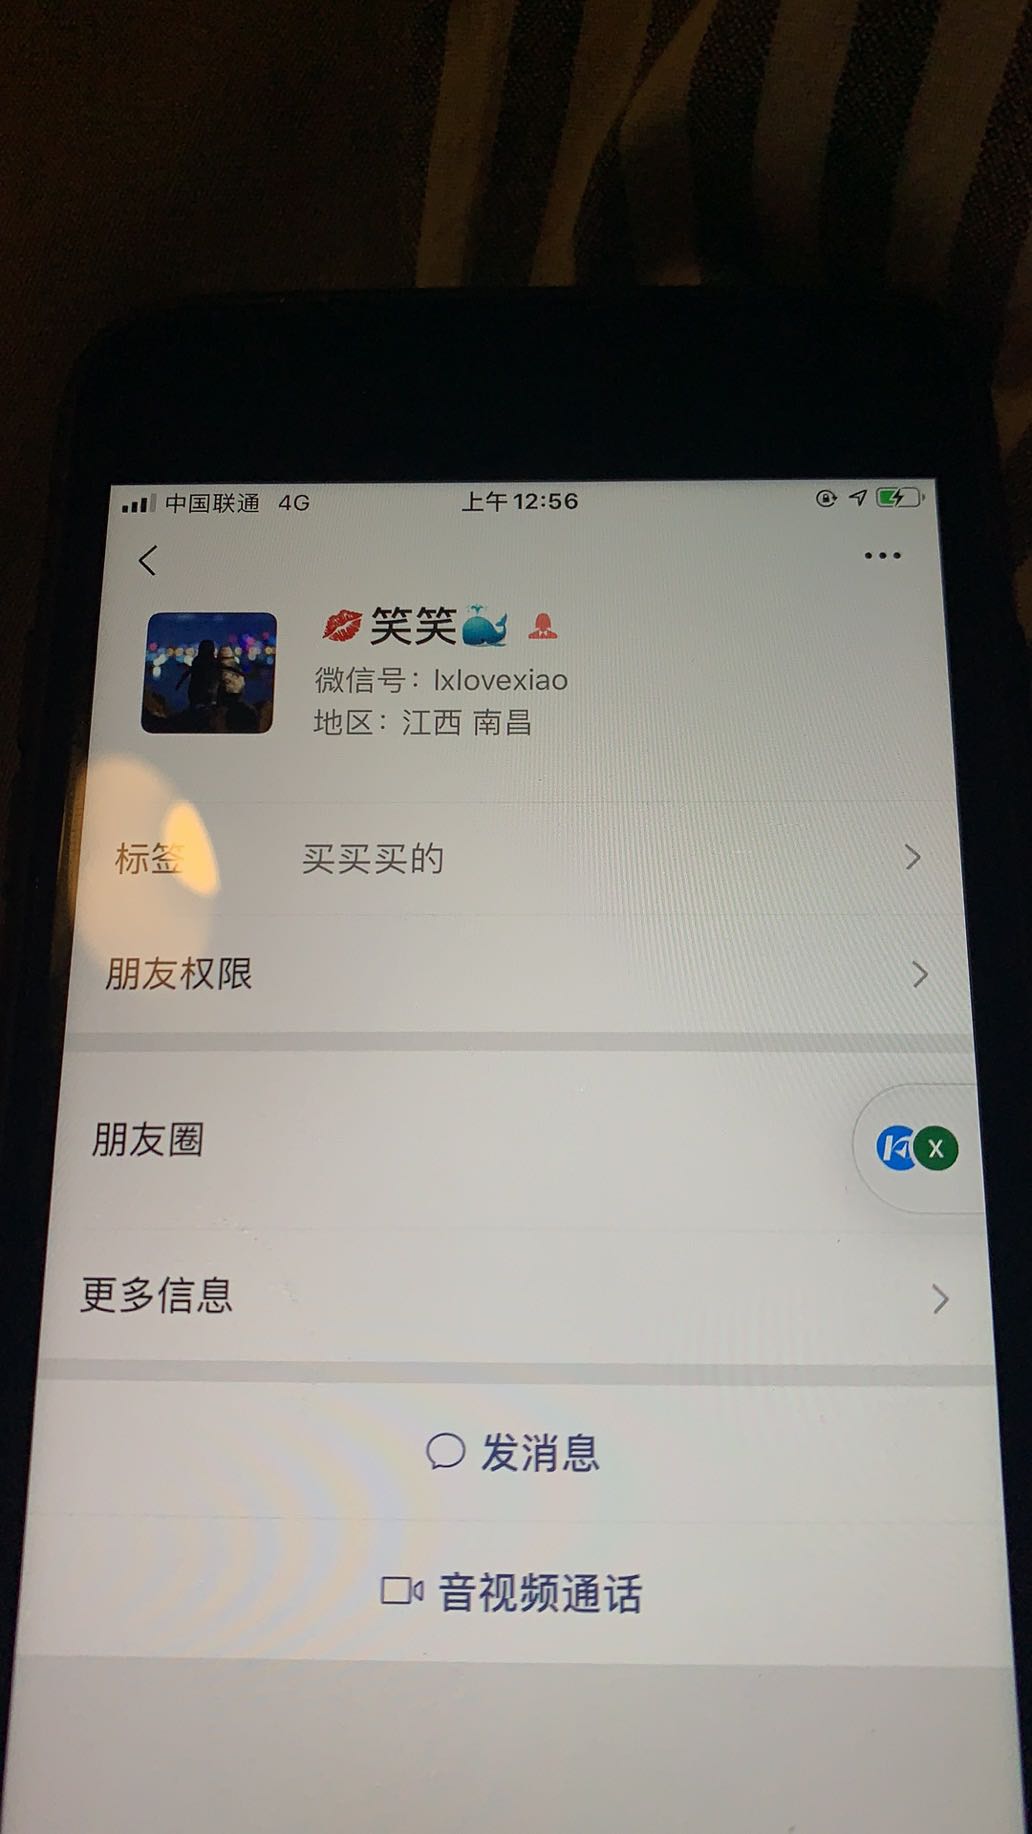 中国联通 4G 上午12:56
笑笑
微信号：lxlovexiao
地区：江西 南昌
标签 买买买的
朋友权限
朋友圈
X
更多信息
发消息
音视频通话